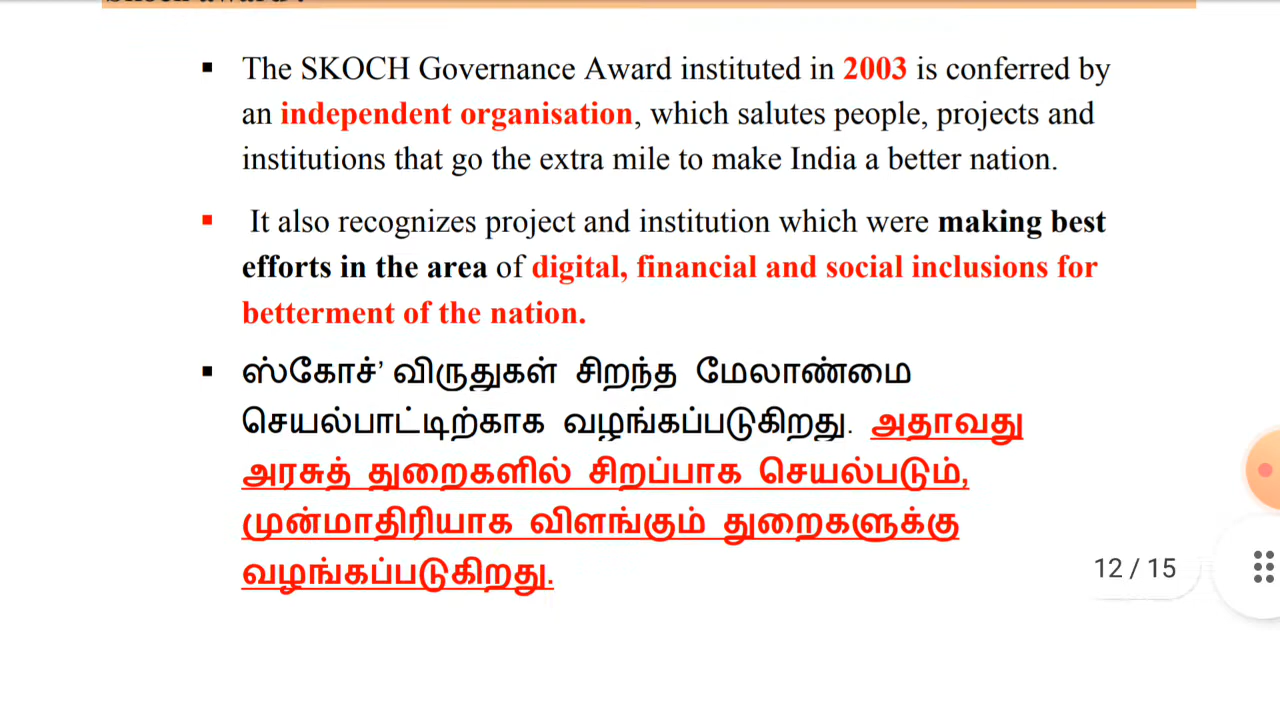 The SKOCH Governance Award instituted in 2003 is conferred by
an independent organisation, which salutes people, projects and
institutions that go the extra mile to make India a better nation.
It also recognizes project and institution which were making best
efforts in the area of digital, financial and social inclusions for
betterment of the nation.
ஸ்கோச்’ விருதுகள் சிறந்த மேலாண்மை
செயல்பாட்டிற்காக வழங்கப்படுகிறது. அதாவது
அரசுத் துறைகளில் சிறப்பாக செயல்படும்,
முன்மாதிரியாக விளங்கும் துறைகளுக்கு
வழங்கப்படுகிறது.
12 / 15